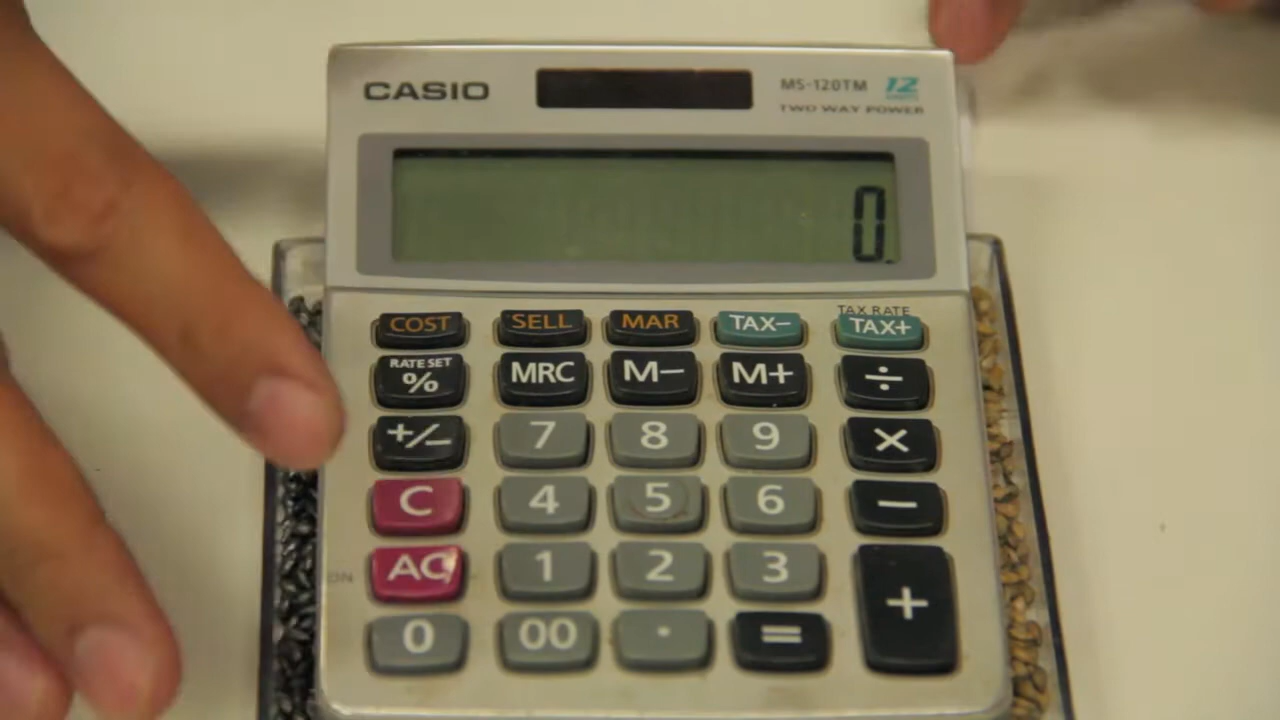 CASIO
MS-120TM
12
TWO WAY POWER
0.
TAX RATE
COST SELL MAR TAX− TAX+
RATE SET
% MRC M− M+ ÷
+/− 7 8 9 ×
C 4 5 6 −
ON AC 1 2 3 +
0 00 · =